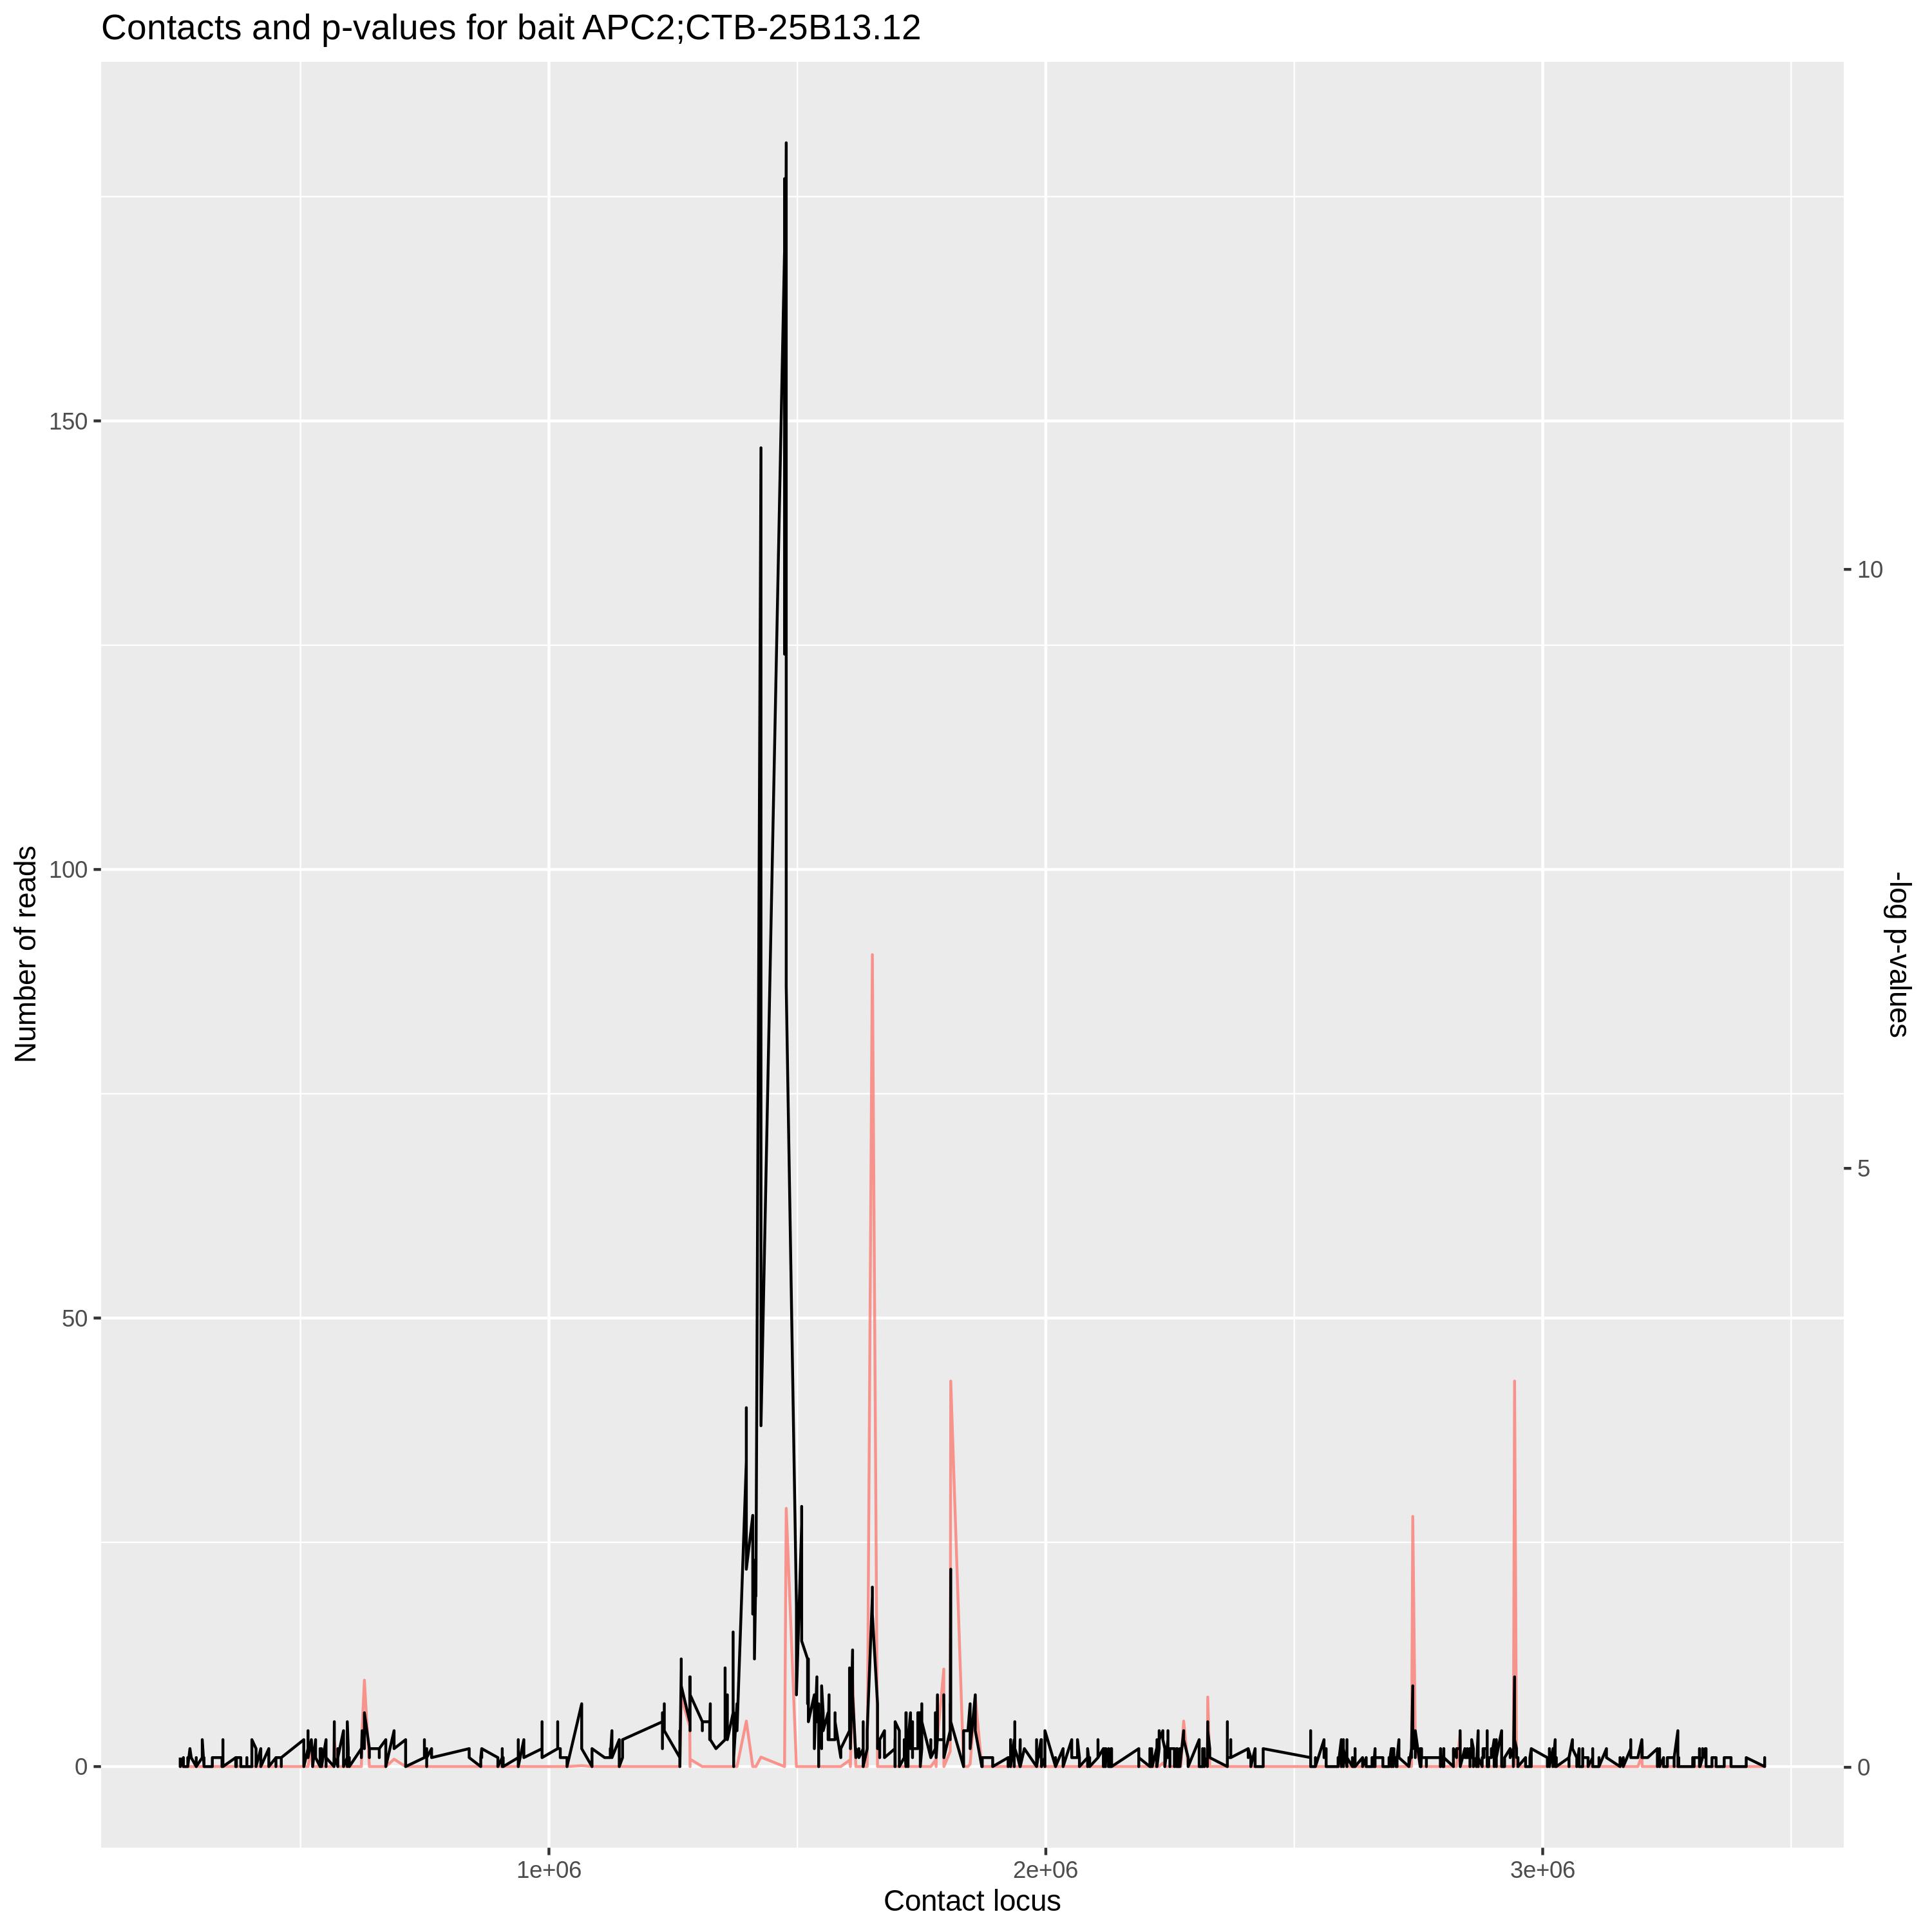 Contacts and p-values for bait APC2;CTB-25B13.12
150
100
50
0
Number of reads
10
5
0
-log p-values
1e+06
2e+06
3e+06
Contact locus